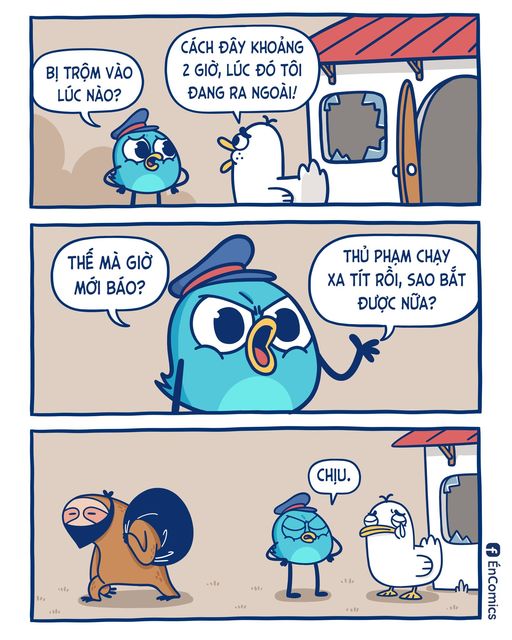 BỊ TRỘM VÀO
LÚC NÀO?
CÁCH ĐÂY KHOẢNG
2 GIỜ, LÚC ĐÓ TÔI
ĐANG RA NGOÀI!
THẾ MÀ GIỜ
MỚI BÁO?
THỦ PHẠM CHẠY
XA TÍT RỒI, SAO BẮT
ĐƯỢC NỮA?
CHỊU.
ÉnComics